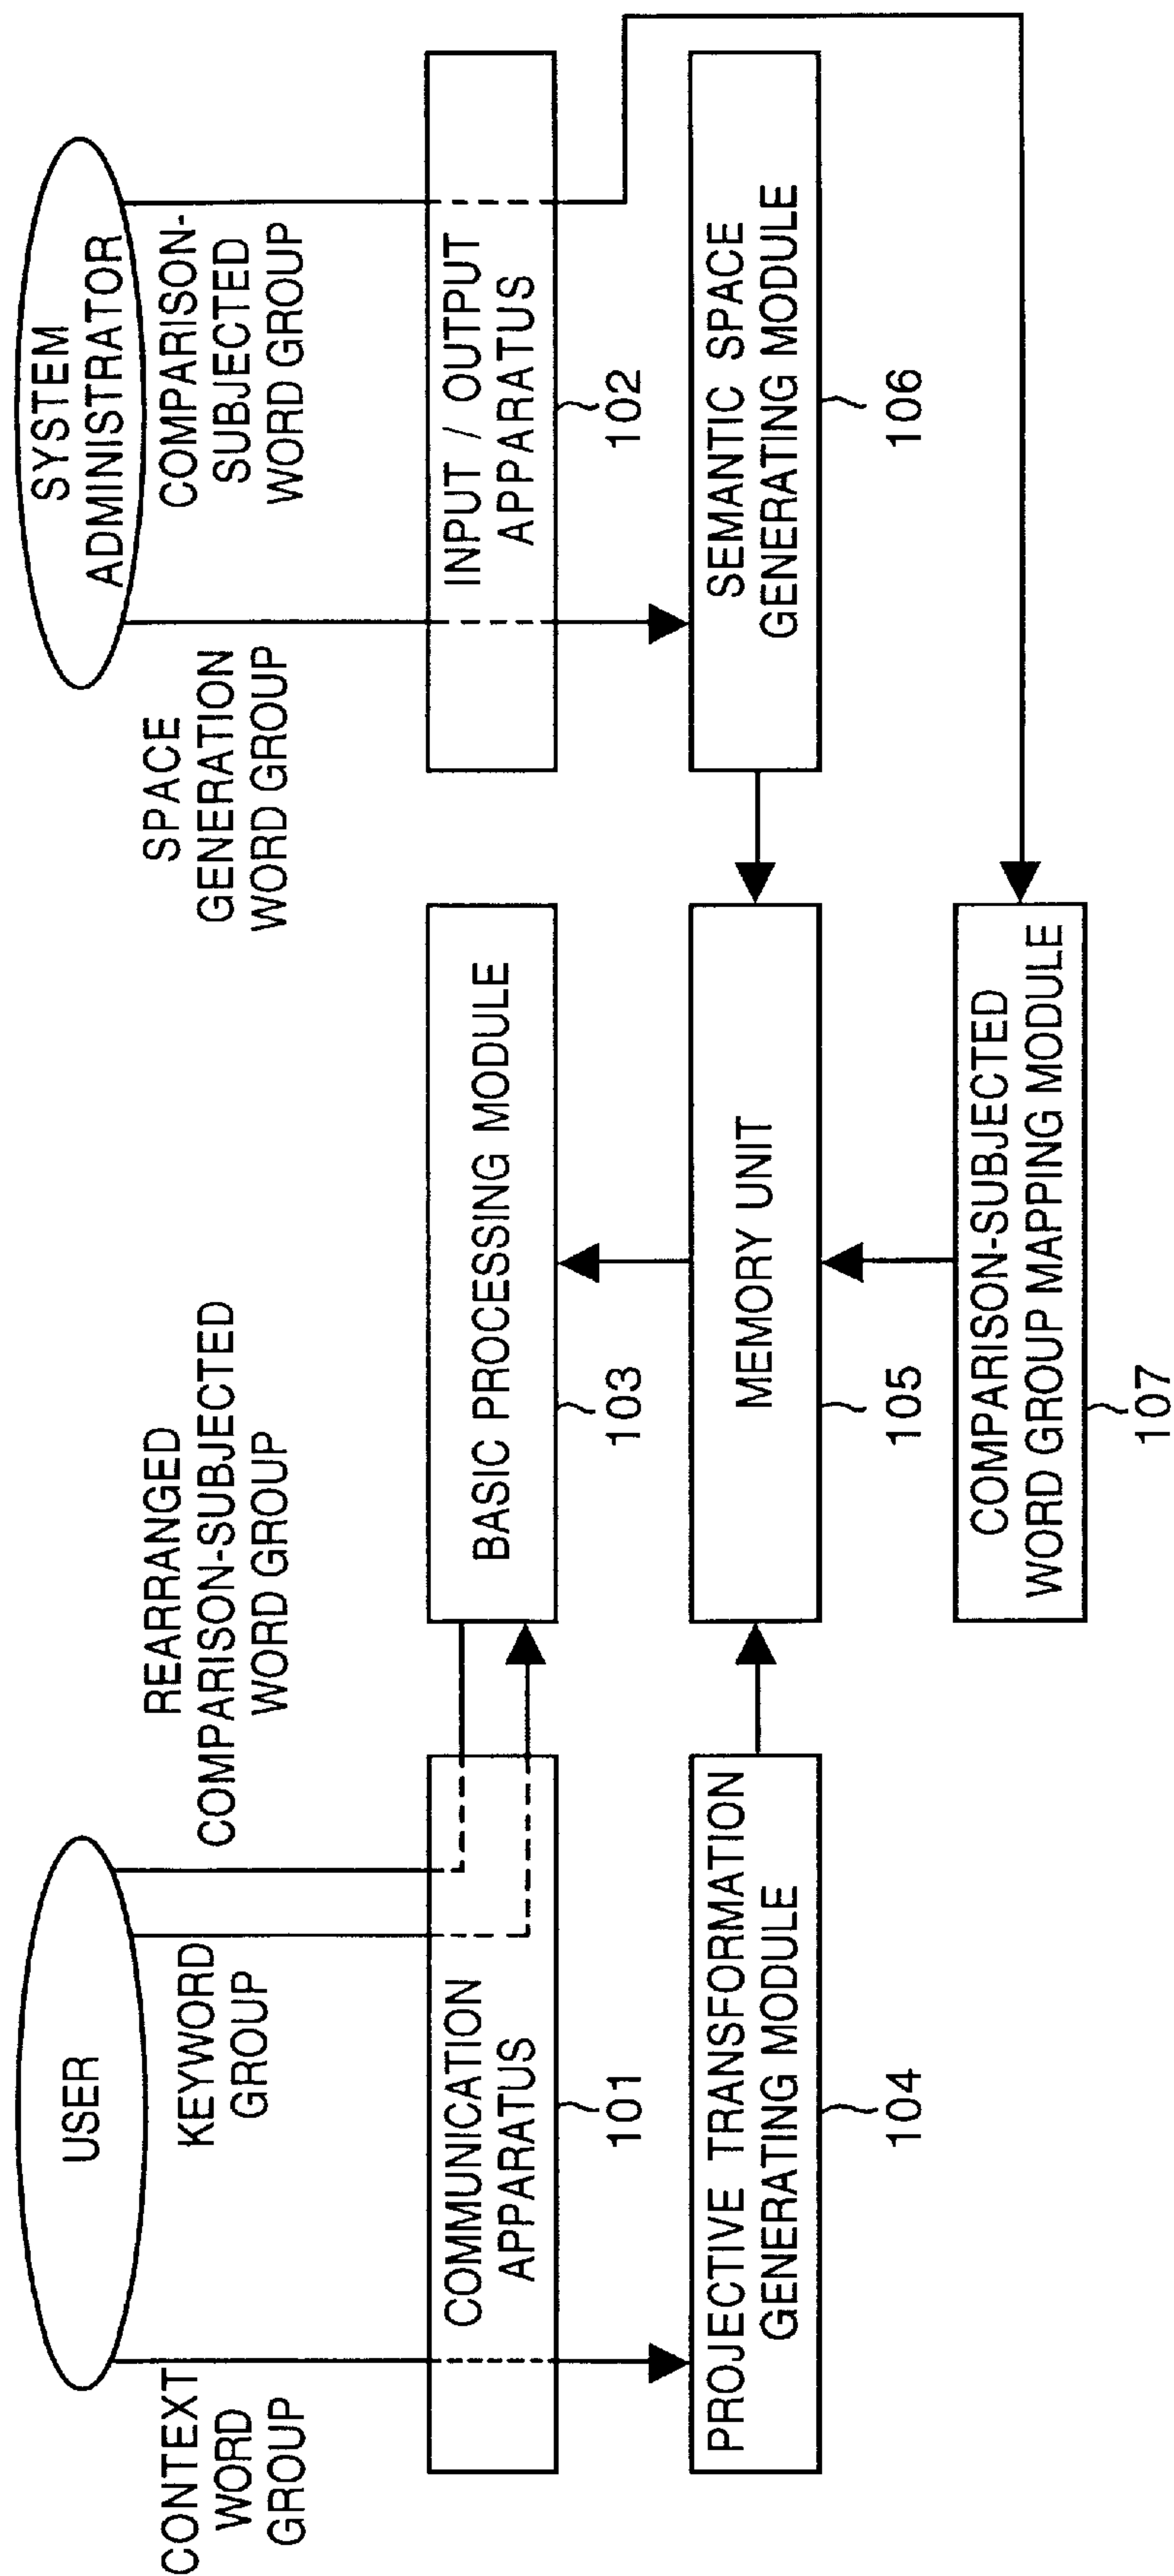 USER
SYSTEM
ADMINISTRATOR
CONTEXT
WORD
GROUP
KEYWORD
GROUP
REARRANGED
COMPARISON-SUBJECTED
WORD GROUP
SPACE
GENERATION
WORD GROUP
COMPARISON-
SUBJECTED
WORD GROUP
COMMUNICATION
APPARATUS
101
BASIC PROCESSING MODULE
103
INPUT / OUTPUT
APPARATUS
102
PROJECTIVE TRANSFORMATION
GENERATING MODULE
104
MEMORY UNIT
105
SEMANTIC SPACE
GENERATING MODULE
106
COMPARISON-SUBJECTED
WORD GROUP MAPPING MODULE
107